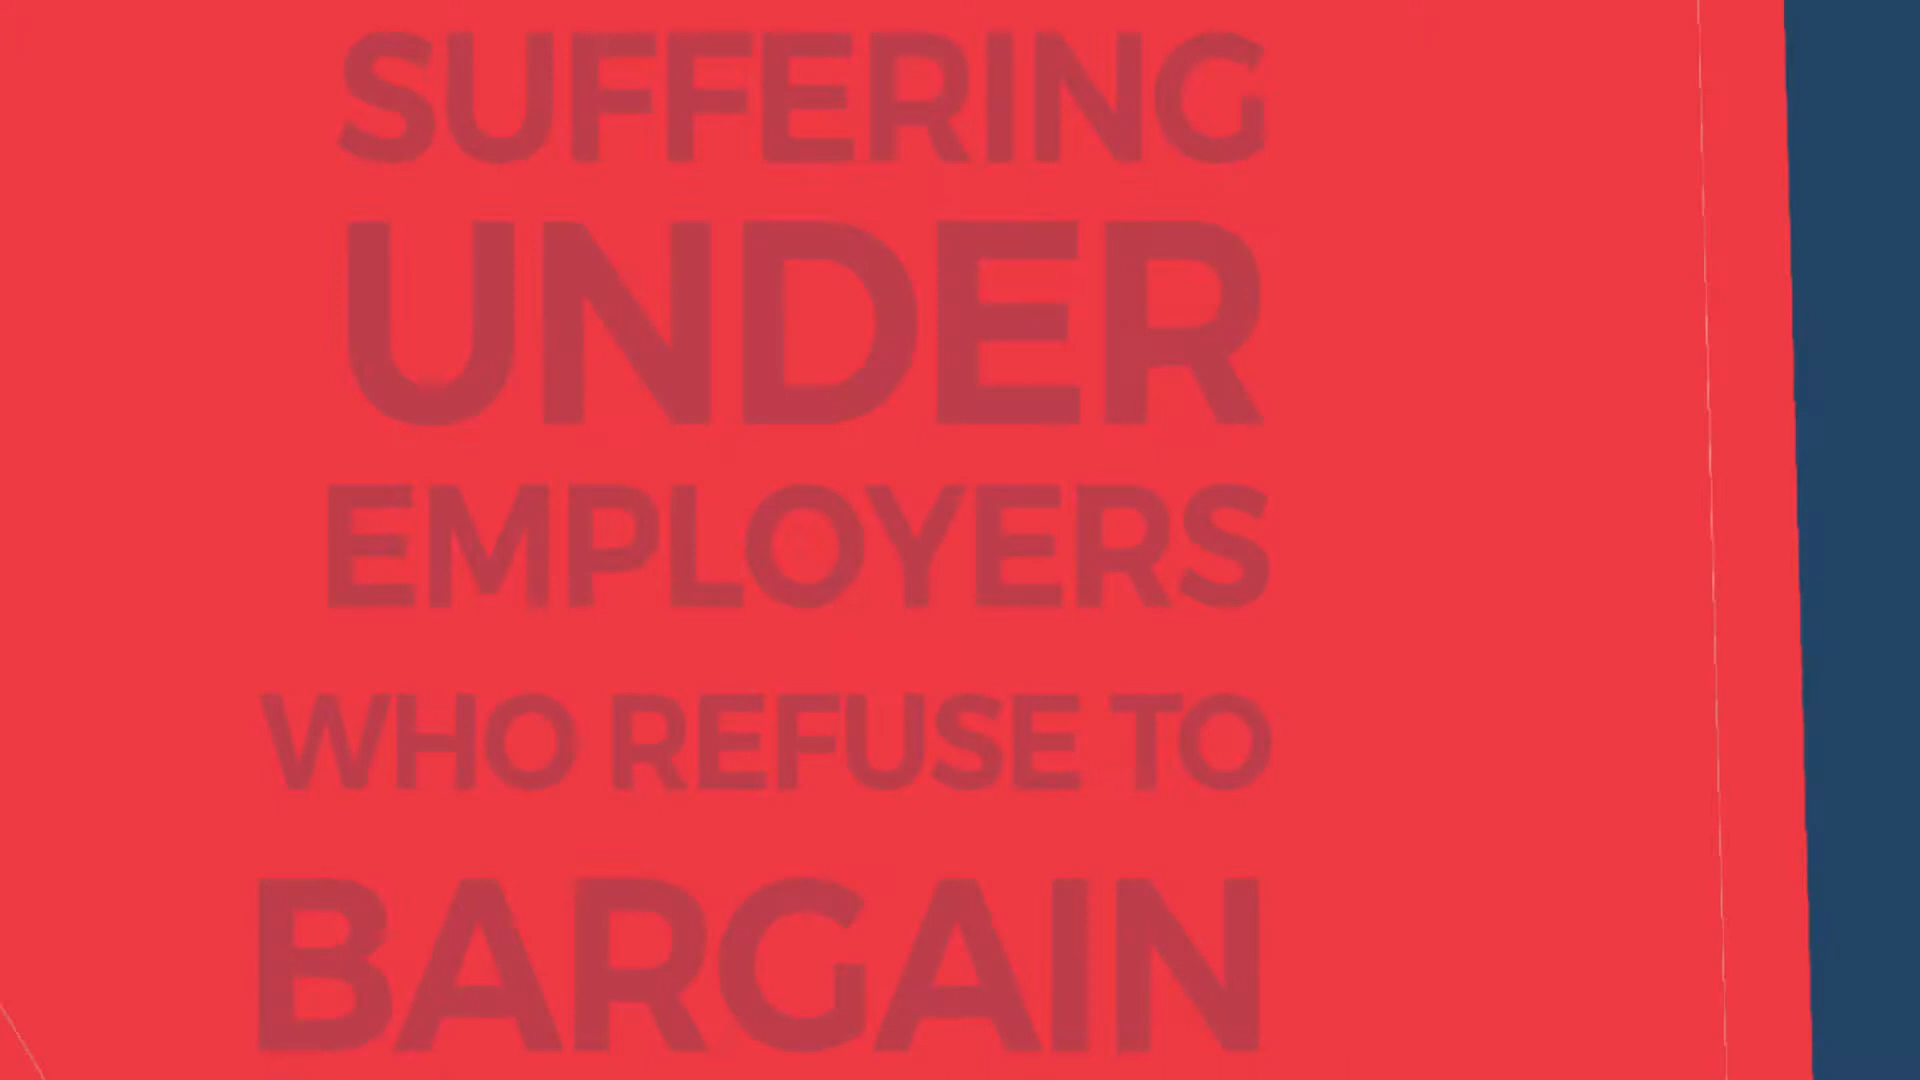 SUFFERING
UNDER
EMPLOYERS
WHO REFUSE TO
BARGAIN